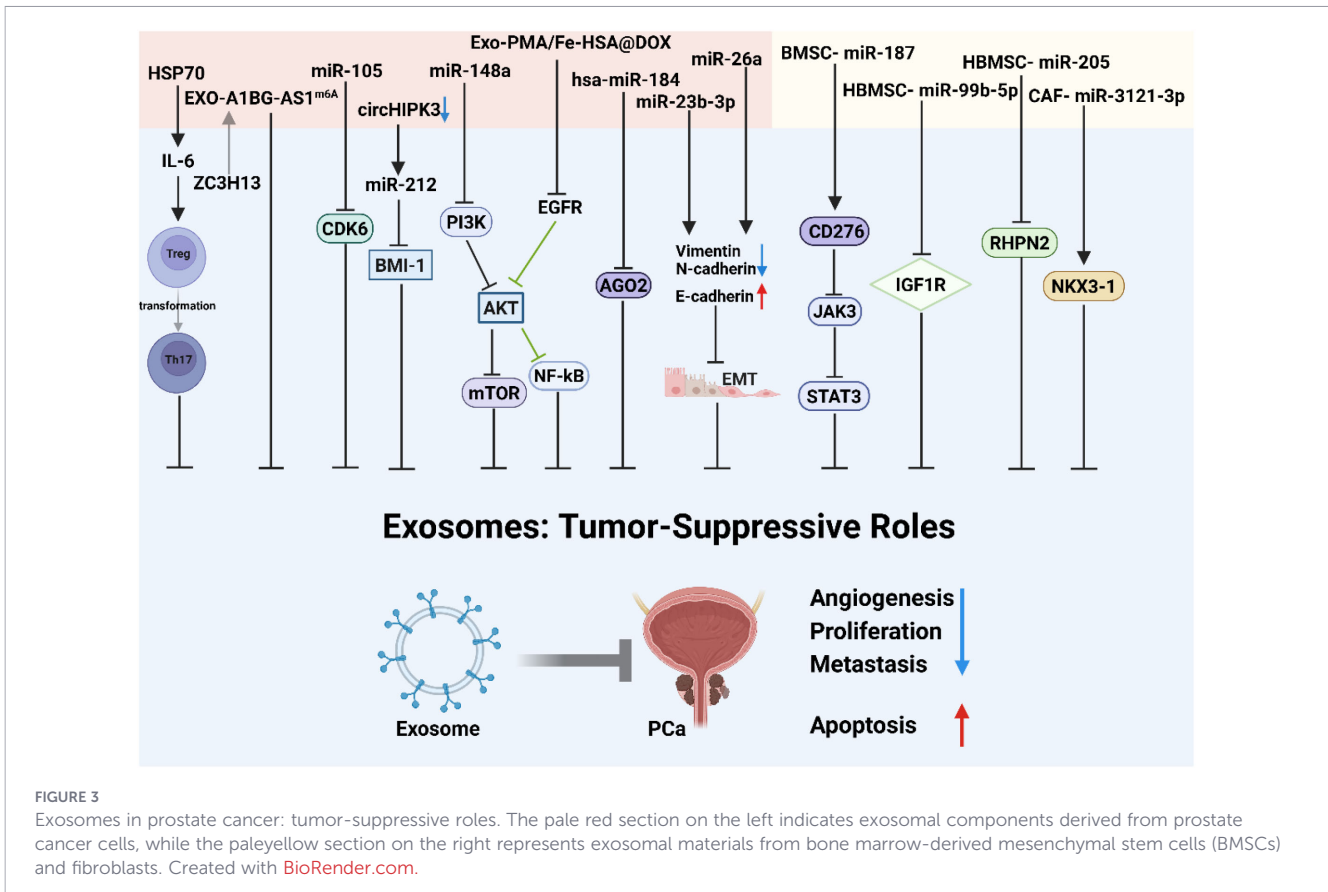 Exo-PMA/Fe-HSA@DOX
HSP70
miR-105
miR-148a
miR-26a
BMSC- miR-187
HBMSC- miR-205
EXO-A1BG-AS1m6A
circHIPK3
hsa-miR-184
miR-23b-3p
HBMSC- miR-99b-5p
CAF- miR-3121-3p
IL-6
ZC3H13
miR-212
EGFR
CDK6
PI3K
CD276
RHPN2
Treg
BMI-1
Vimentin
N-cadherin
E-cadherin
AGO2
IGF1R
NKX3-1
transformation
AKT
JAK3
Th17
mTOR
NF-kB
EMT
STAT3
Exosomes: Tumor-Suppressive Roles
Angiogenesis
Proliferation
Metastasis
Apoptosis
Exosome
PCa
FIGURE 3
Exosomes in prostate cancer: tumor-suppressive roles. The pale red section on the left indicates exosomal components derived from prostate
cancer cells, while the paleyellow section on the right represents exosomal materials from bone marrow-derived mesenchymal stem cells (BMSCs)
and fibroblasts. Created with BioRender.com.